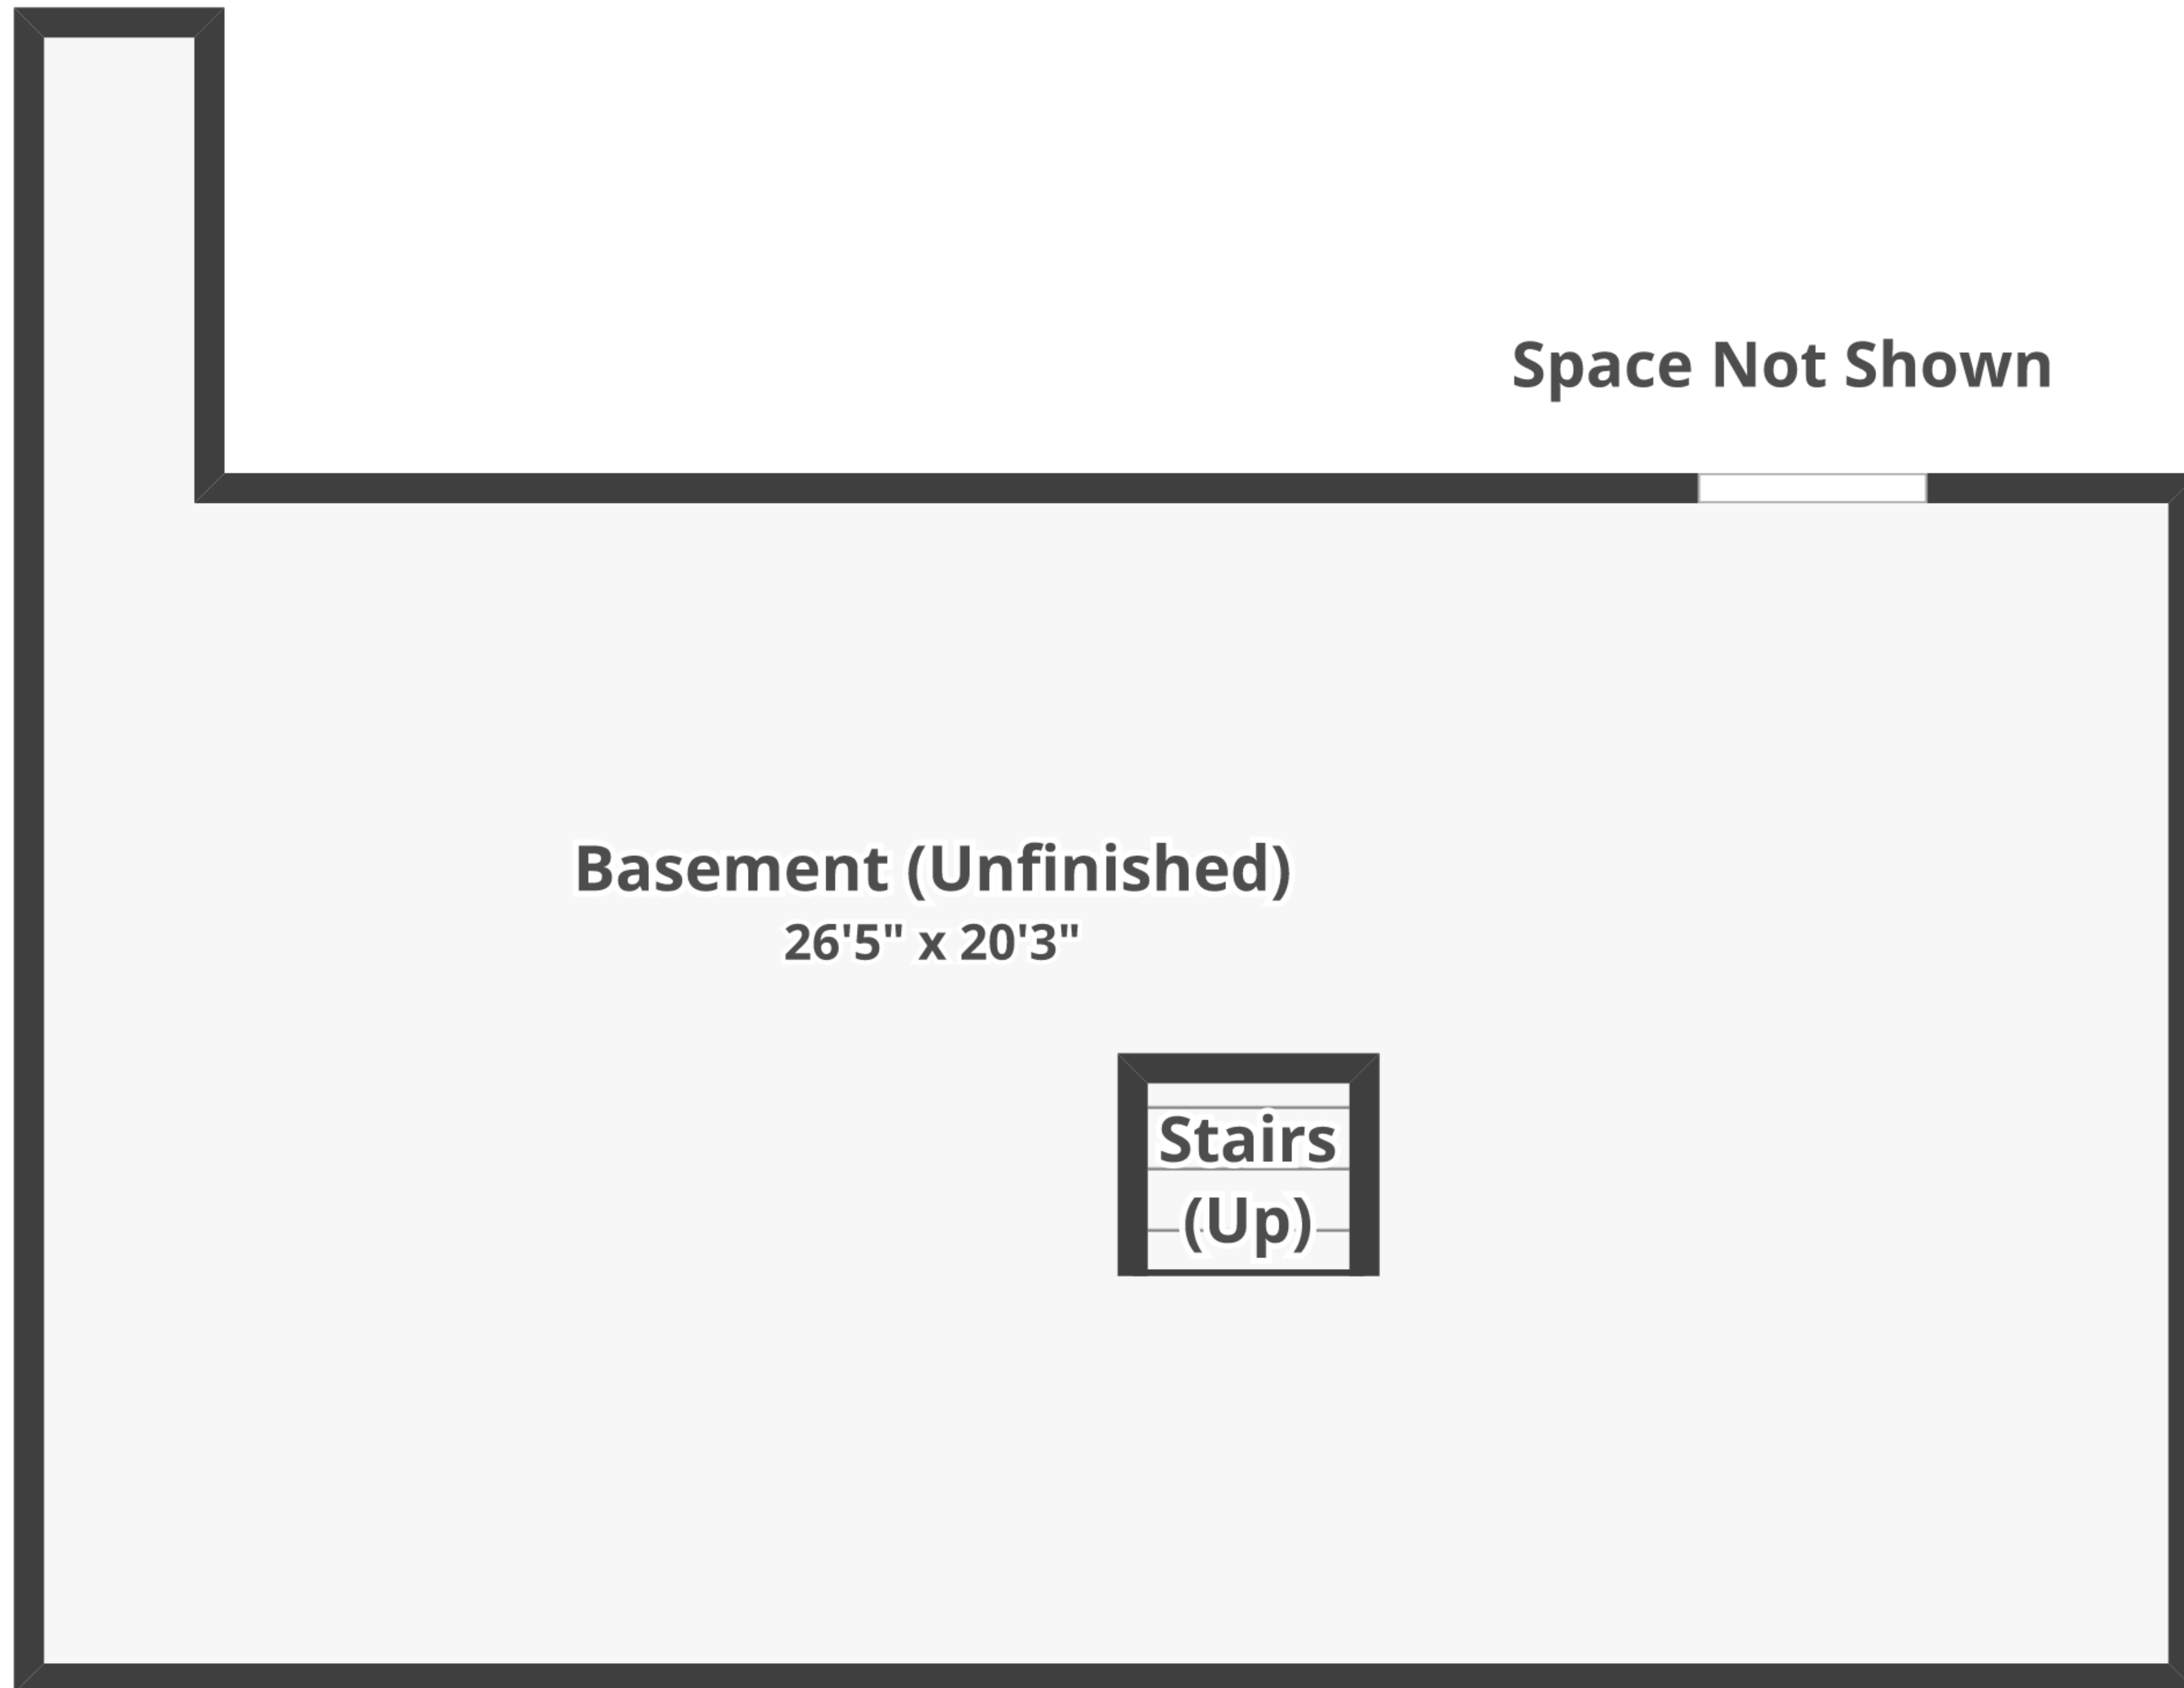 Space Not Shown
Basement (Unfinished)
26'5" x 20'3"
Stairs
(Up)